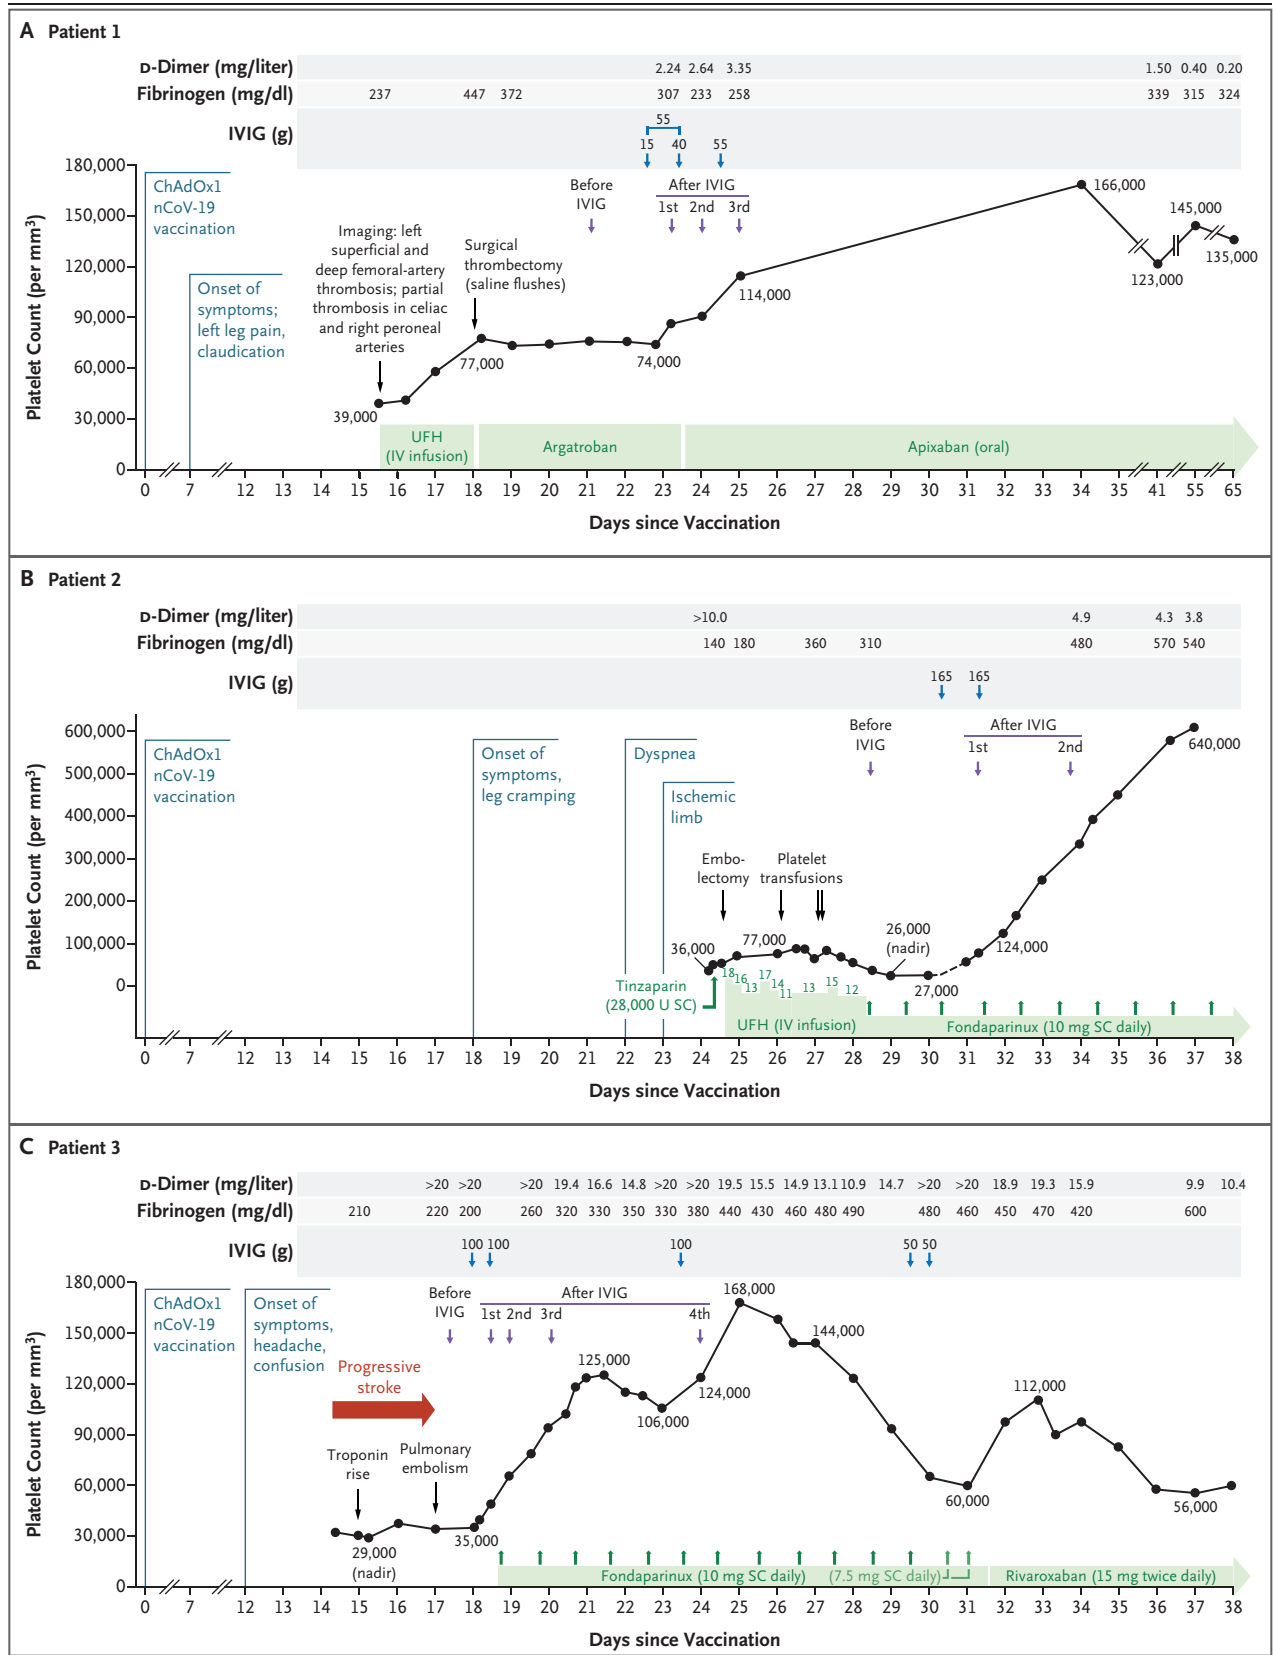 A Patient 1
D-Dimer (mg/liter) 2.24 2.64 3.35 1.50 0.40 0.20
Fibrinogen (mg/dl) 237 447 372 307 233 258 339 315 324
IVIG (g)
55
15 40 55
Platelet Count (per mm³)
180,000
150,000
120,000
90,000
60,000
30,000
0
ChAdOx1
nCoV-19
vaccination
Onset of
symptoms;
left leg pain,
claudication
Imaging: left
superficial and
deep femoral-artery
thrombosis; partial
thrombosis in celiac
and right peroneal
arteries
Surgical
thrombectomy
(saline flushes)
Before
IVIG
After IVIG
1st 2nd 3rd
39,000
77,000
74,000
114,000
166,000
123,000
145,000
135,000
UFH
(IV infusion)
Argatroban
Apixaban (oral)
0 7 12 13 14 15 16 17 18 19 20 21 22 23 24 25 26 27 28 29 30 31 32 33 34 35 41 55 65
Days since Vaccination
B Patient 2
D-Dimer (mg/liter) >10.0 4.9 4.3 3.8
Fibrinogen (mg/dl) 140 180 360 310 480 570 540
IVIG (g)
165 165
Platelet Count (per mm³)
600,000
500,000
400,000
300,000
200,000
100,000
0
ChAdOx1
nCoV-19
vaccination
Onset of
symptoms,
leg cramping
Dyspnea
Ischemic
limb
Before
IVIG
After IVIG
1st 2nd
Embo-
lectomy
Platelet
transfusions
36,000
77,000
26,000
(nadir)
27,000
124,000
640,000
Tinzaparin
(28,000 U SC)
18 16 13 17 14 11 13 15 12
UFH (IV infusion)
Fondaparinux (10 mg SC daily)
0 7 12 13 14 15 16 17 18 19 20 21 22 23 24 25 26 27 28 29 30 31 32 33 34 35 36 37 38
Days since Vaccination
C Patient 3
D-Dimer (mg/liter) >20 >20 >20 19.4 16.6 14.8 >20 >20 19.5 15.5 14.9 13.1 10.9 14.7 >20 >20 18.9 19.3 15.9 9.9 10.4
Fibrinogen (mg/dl) 210 220 200 260 320 330 350 330 380 440 430 460 480 490 480 460 450 470 420 600
IVIG (g)
100 100 100 50 50
Platelet Count (per mm³)
180,000
150,000
120,000
90,000
60,000
30,000
0
ChAdOx1
nCoV-19
vaccination
Onset of
symptoms,
headache,
confusion
Progressive
stroke
Troponin
rise
Pulmonary
embolism
Before
IVIG
After IVIG
1st 2nd 3rd 4th
29,000
(nadir)
35,000
125,000
106,000
124,000
168,000
144,000
60,000
112,000
56,000
Fondaparinux (10 mg SC daily)
(7.5 mg SC daily)
Rivaroxaban (15 mg twice daily)
0 7 12 13 14 15 16 17 18 19 20 21 22 23 24 25 26 27 28 29 30 31 32 33 34 35 36 37 38
Days since Vaccination